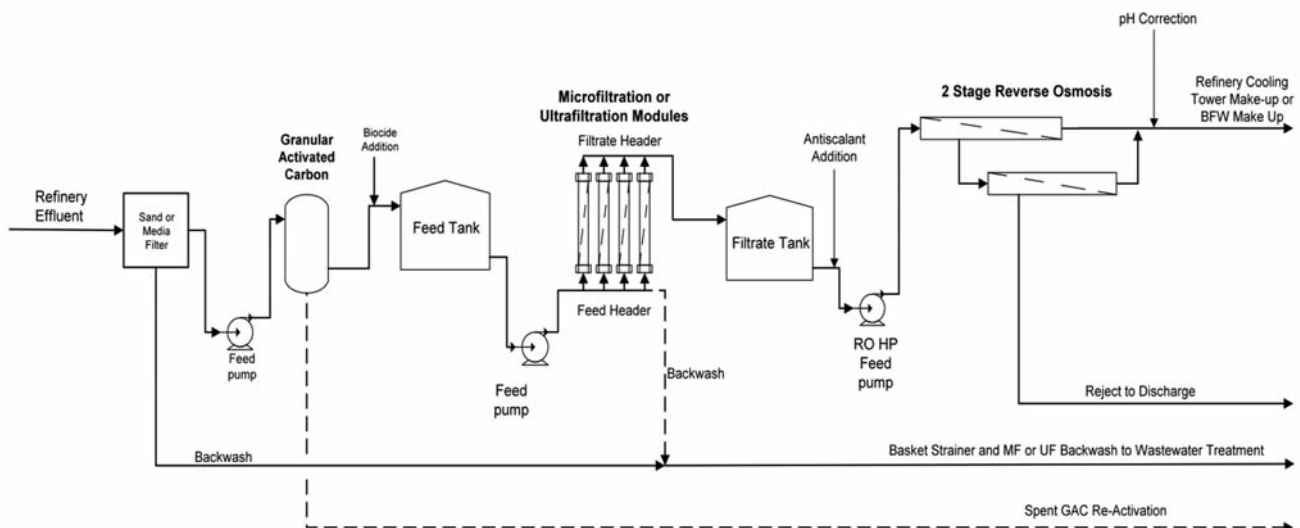 pH Correction
2 Stage Reverse Osmosis
Refinery Cooling
Tower Make-up or
BFW Make Up
Microfiltration or
Ultrafiltration Modules
Filtrate Header
Biocide
Addition
Granular
Activated
Carbon
Antiscalant
Addition
Refinery
Effluent
Sand or
Media
Filter
Feed Tank
Filtrate Tank
Feed Header
Feed
pump
Feed
pump
RO HP
Feed
pump
Backwash
Reject to Discharge
Backwash
Basket Strainer and MF or UF Backwash to Wastewater Treatment
Spent GAC Re-Activation